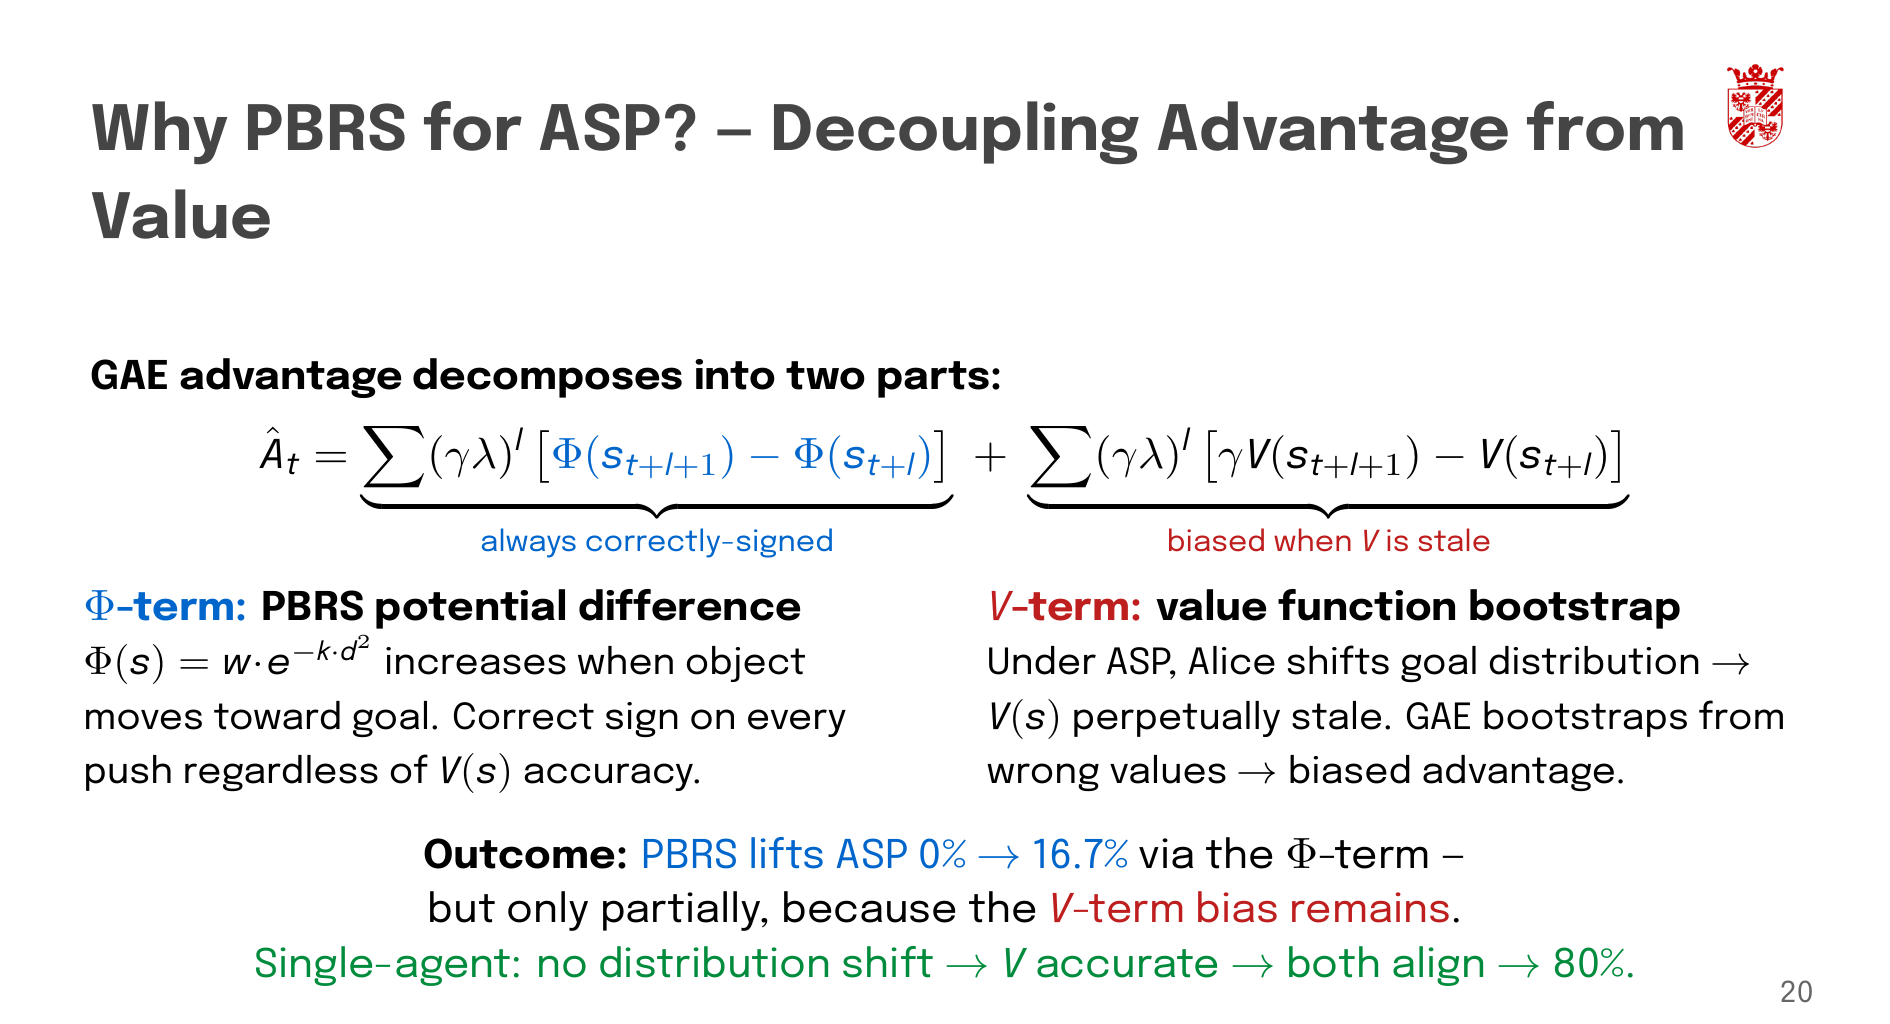 Why PBRS for ASP? – Decoupling Advantage from
Value
GAE advantage decomposes into two parts:
Â_t = ∑(γλ)^l [Φ(s_{t+l+1}) − Φ(s_{t+l})] + ∑(γλ)^l [γV(s_{t+l+1}) − V(s_{t+l})]
always correctly-signed
biased when V is stale
Φ-term: PBRS potential difference
Φ(s) = w·e^{−k·d²} increases when object
moves toward goal. Correct sign on every
push regardless of V(s) accuracy.
V-term: value function bootstrap
Under ASP, Alice shifts goal distribution →
V(s) perpetually stale. GAE bootstraps from
wrong values → biased advantage.
Outcome: PBRS lifts ASP 0% → 16.7% via the Φ-term –
but only partially, because the V-term bias remains.
Single-agent: no distribution shift → V accurate → both align → 80%.
20